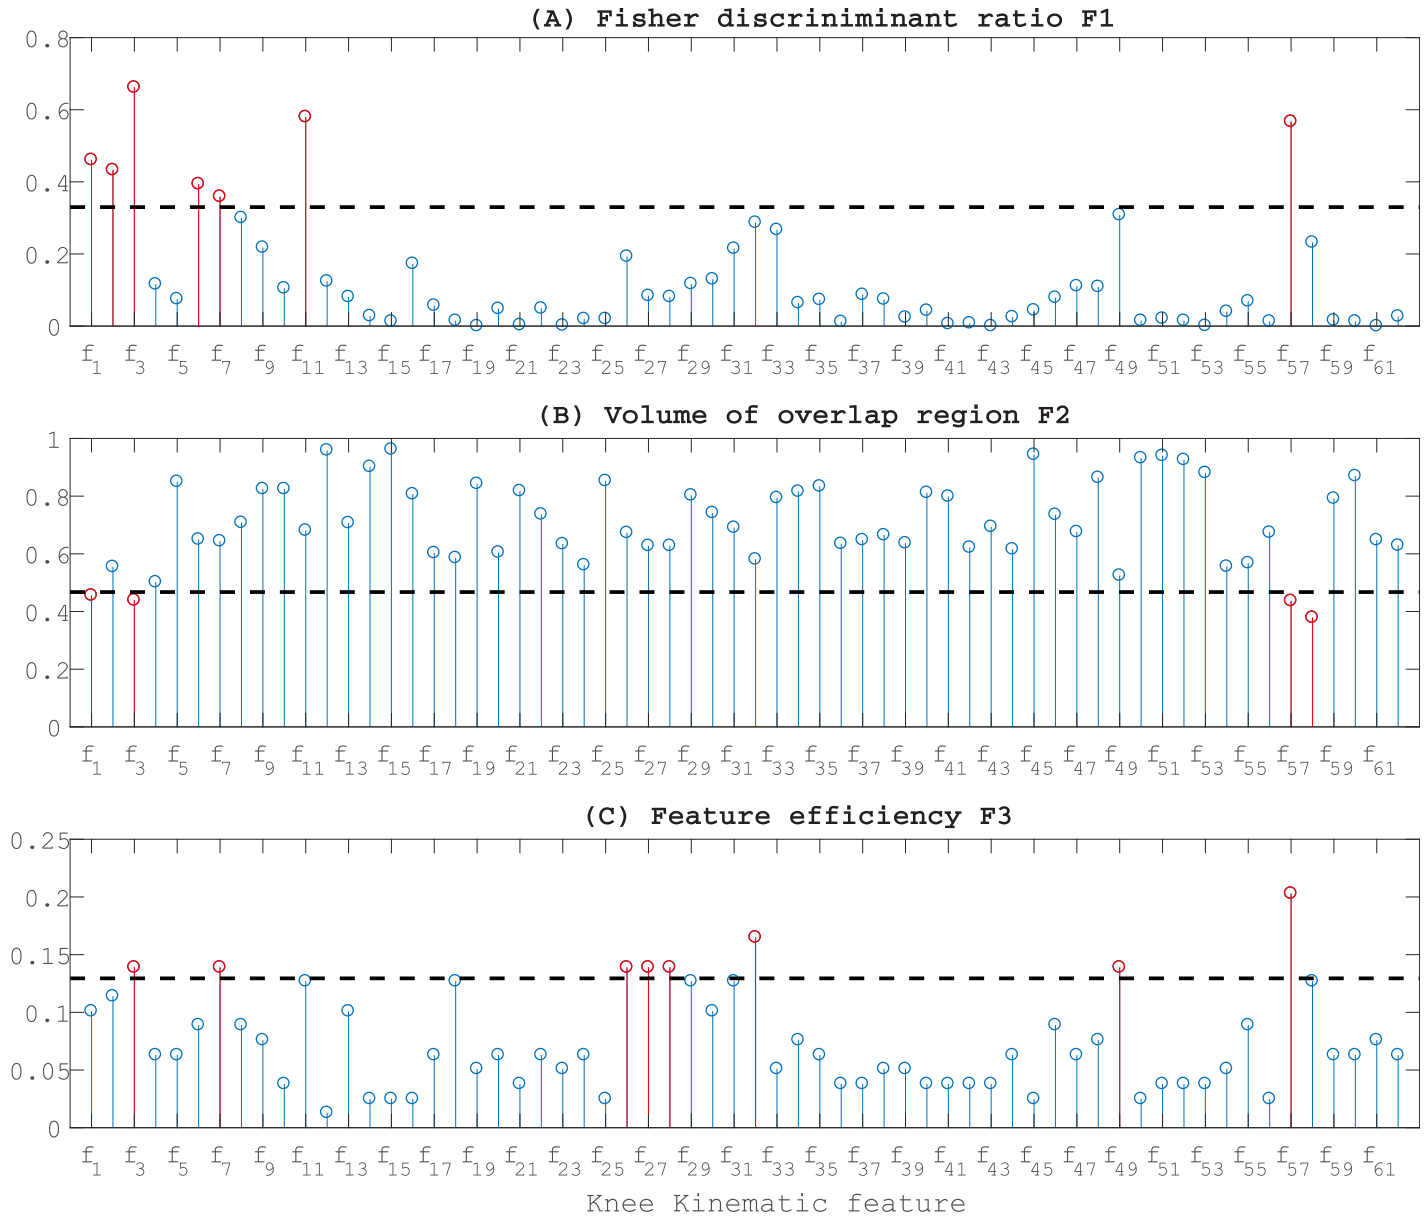 (A) Fisher discriniminant ratio F1
0.8
0.6
0.4
0.2
0
f1 f3 f5 f7 f9 f11 f13 f15 f17 f19 f21 f23 f25 f27 f29 f31 f33 f35 f37 f39 f41 f43 f45 f47 f49 f51 f53 f55 f57 f59 f61
(B) Volume of overlap region F2
1
0.8
0.6
0.4
0.2
0
f1 f3 f5 f7 f9 f11 f13 f15 f17 f19 f21 f23 f25 f27 f29 f31 f33 f35 f37 f39 f41 f43 f45 f47 f49 f51 f53 f55 f57 f59 f61
(C) Feature efficiency F3
0.25
0.2
0.15
0.1
0.05
0
f1 f3 f5 f7 f9 f11 f13 f15 f17 f19 f21 f23 f25 f27 f29 f31 f33 f35 f37 f39 f41 f43 f45 f47 f49 f51 f53 f55 f57 f59 f61
Knee Kinematic feature